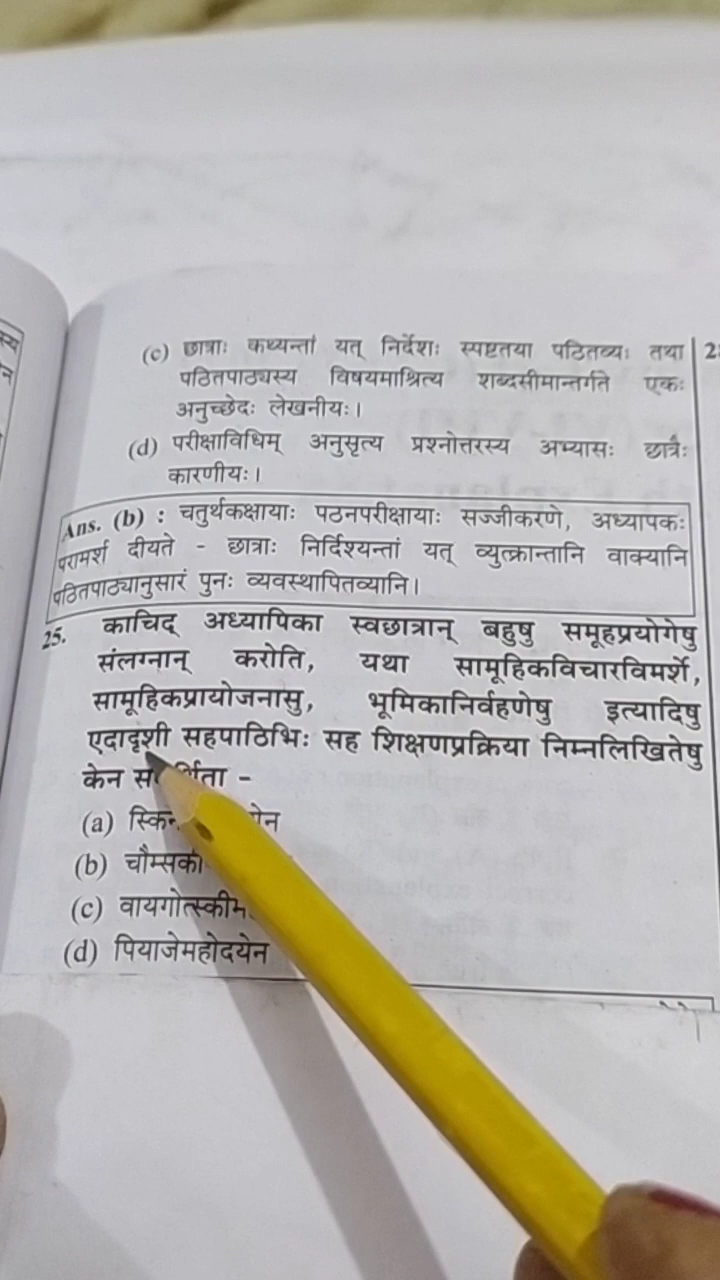 (c) छात्राः कथ्यन्तां यत् निर्देशः स्पष्टतया पठितव्यः तया
पठितपाठ्यस्य विषयमाश्रित्य शब्दसीमान्तर्गते एकः
अनुच्छेदः लेखनीयः।
(d) परीक्षाविधिम् अनुसृत्य प्रश्नोत्तरस्य अभ्यासः छात्रैः
कारणीयः।
Ans. (b) : चतुर्थकक्षायाः पठनपरीक्षायाः सज्जीकरणे, अध्यापकः
परामर्श दीयते - छात्राः निर्दिश्यन्तां यत् व्युत्क्रान्तानि वाक्यानि
पठितपाठ्यानुसारं पुनः व्यवस्थापितव्यानि।
25. काचिद् अध्यापिका स्वछात्रान् बहुषु समूहप्रयोगेषु
संलग्नान् करोति, यथा सामूहिकविचारविमर्शे,
सामूहिकप्रायोजनासु, भूमिकानिर्वहणेषु इत्यादिषु
एदादृशी सहपाठिभिः सह शिक्षणप्रक्रिया निम्नलिखितेषु
केन -
(a)
(b) चौम्सकी
(c)
(d) पियाजेमहोदयेन